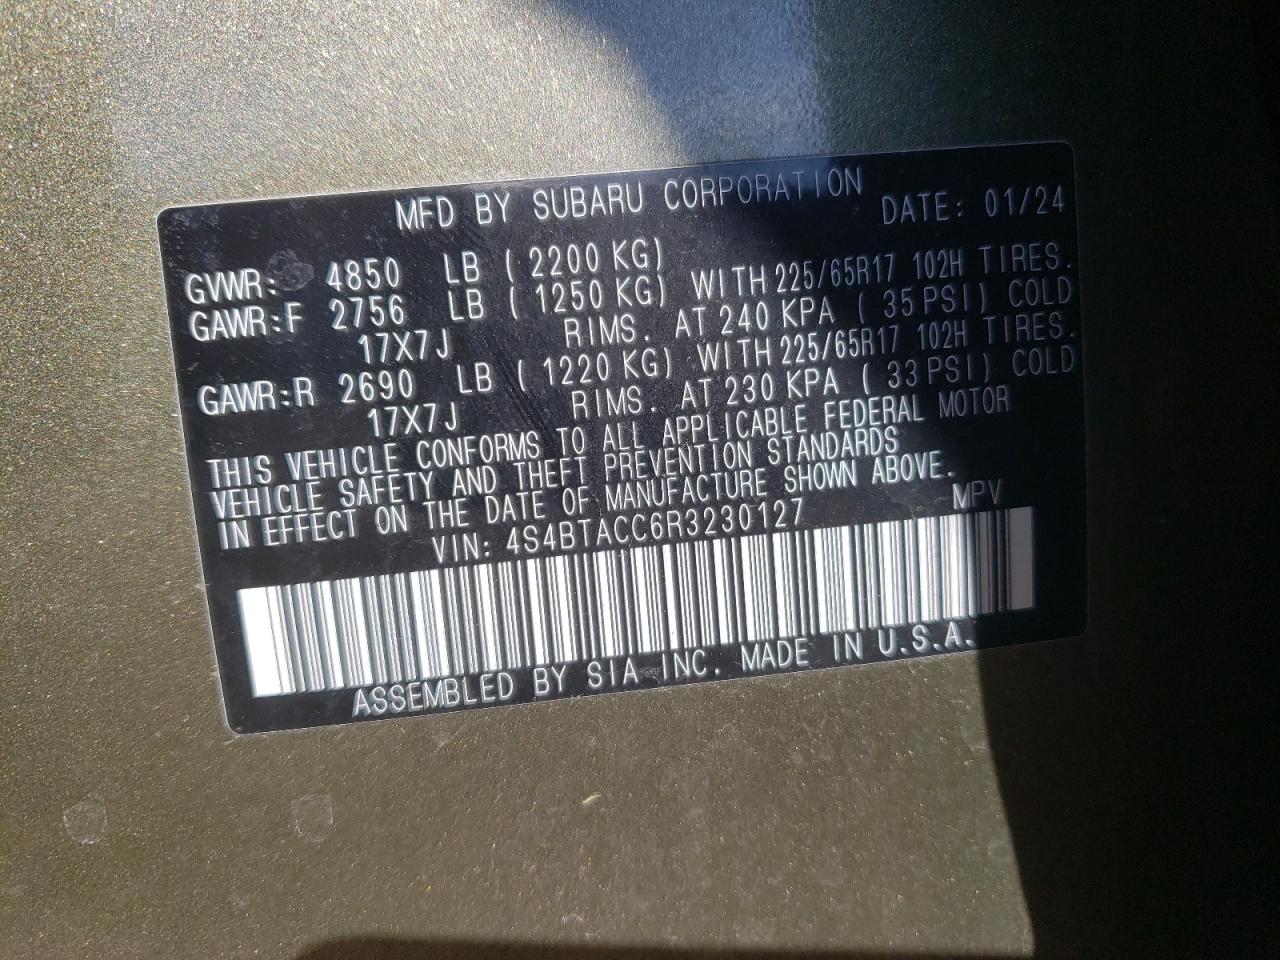 MFD BY SUBARU CORPORATION DATE: 01/24
GVWR: 4850 LB ( 2200 KG)
GAWR:F 2756 LB ( 1250 KG) WITH 225/65R17 102H TIRES.
17X7J RIMS. AT 240 KPA ( 35 PSI) COLD
GAWR:R 2690 LB ( 1220 KG) WITH 225/65R17 102H TIRES.
17X7J RIMS. AT 230 KPA ( 33 PSI) COLD
THIS VEHICLE CONFORMS TO ALL APPLICABLE FEDERAL MOTOR
VEHICLE SAFETY AND THEFT PREVENTION STANDARDS
IN EFFECT ON THE DATE OF MANUFACTURE SHOWN ABOVE.
VIN: 4S4BTACC6R3230127 MPV
ASSEMBLED BY SIA INC. MADE IN U.S.A.